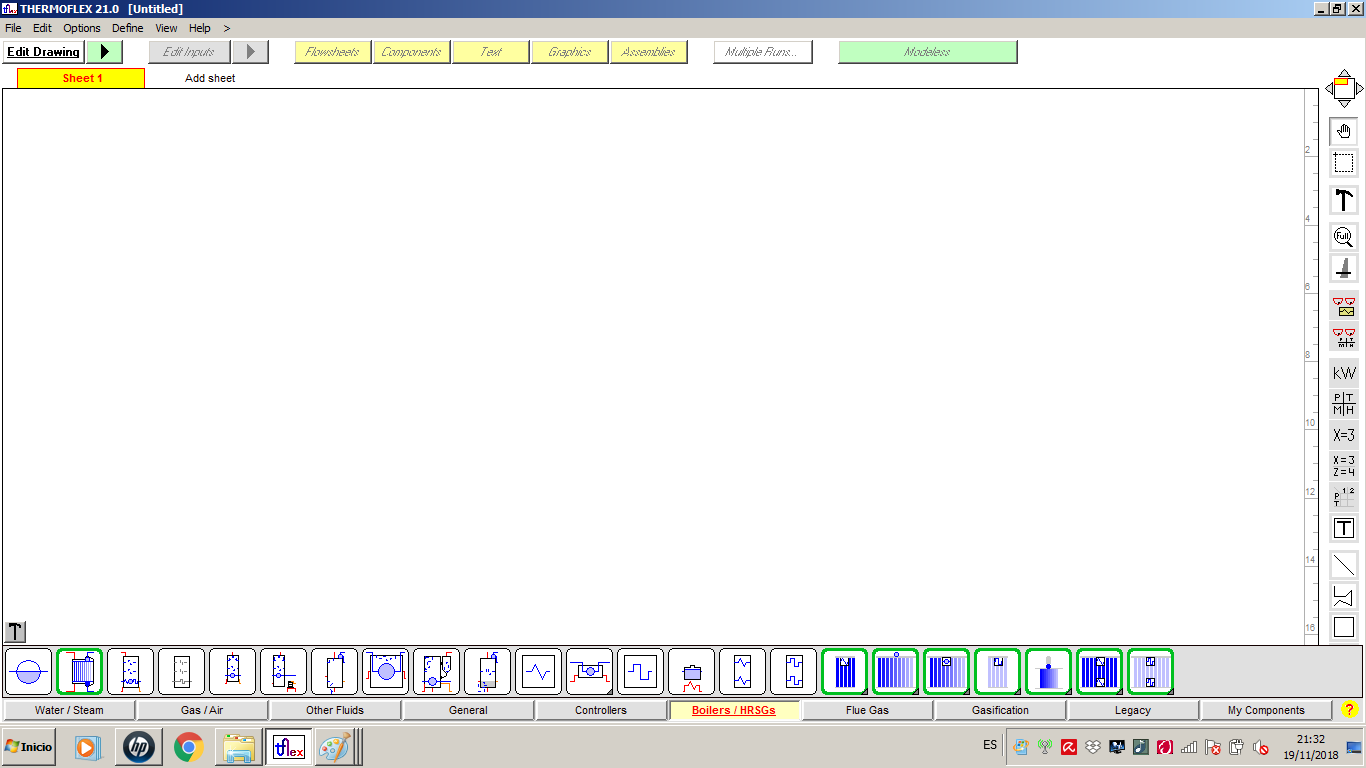 THERMOFLEX 21.0 [Untitled]
File Edit Options Define View Help >
Edit Drawing Edit Inputs Flowsheets Components Text Graphics Assemblies Multiple Runs... Modeless
Sheet 1 Add sheet
2
4
6
8
10
12
14
16
Full
kW
P T
M H
X=3
X=3
Z=4
1 2
P
T
T
Water / Steam Gas / Air Other Fluids General Controllers Boilers / HRSGs Flue Gas Gasification Legacy My Components ?
Inicio hp tflex ES 21:32
19/11/2018